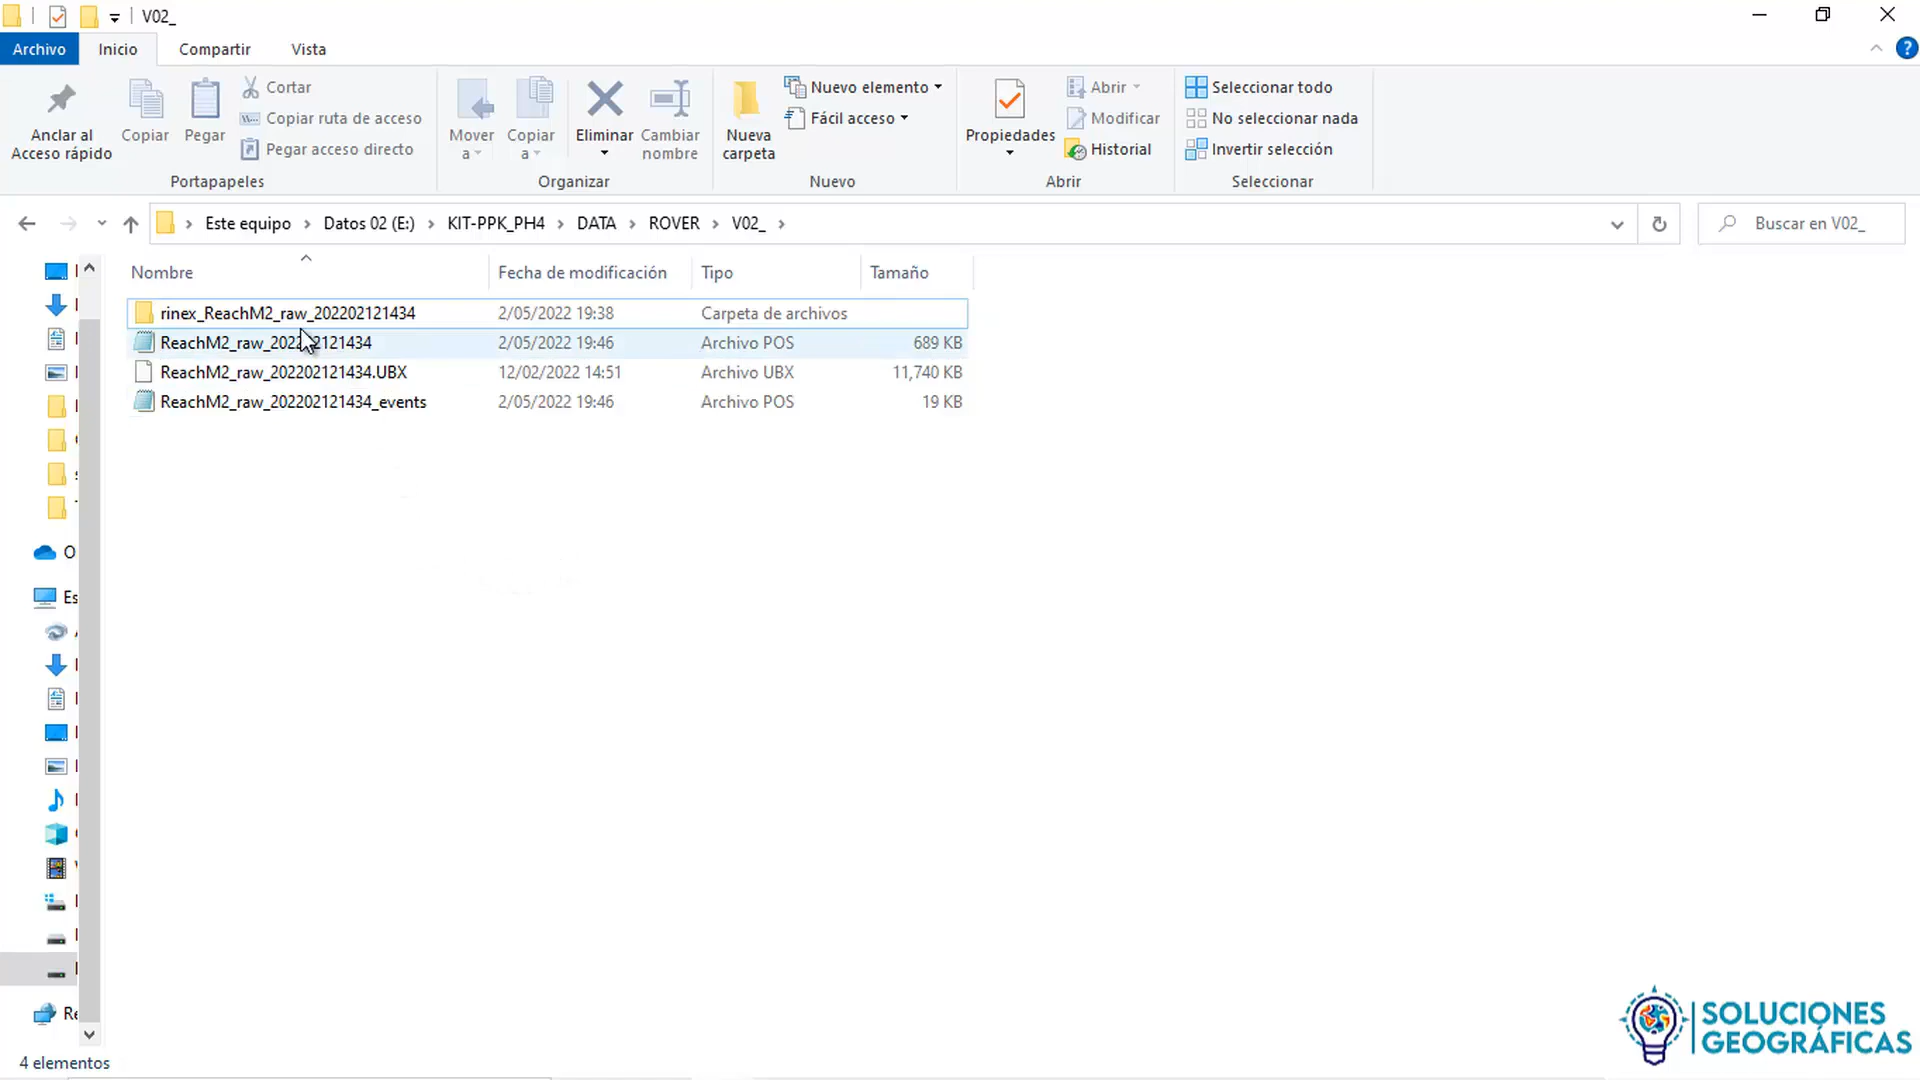 V02_
Archivo Inicio Compartir Vista
Anclar al Acceso rápido
Copiar
Pegar
Cortar
Copiar ruta de acceso
Pegar acceso directo
Portapapeles
Mover a
Copiar a
Eliminar
Cambiar nombre
Organizar
Nueva carpeta
Nuevo elemento
Fácil acceso
Nuevo
Propiedades
Abrir
Modificar
Historial
Abrir
Seleccionar todo
No seleccionar nada
Invertir selección
Seleccionar
Este equipo > Datos 02 (E:) > KIT-PPK_PH4 > DATA > ROVER > V02_ >
Buscar en V02_
Nombre Fecha de modificación Tipo Tamaño
rinex_ReachM2_raw_202202121434 2/05/2022 19:38 Carpeta de archivos
ReachM2_raw_202202121434 2/05/2022 19:46 Archivo POS 689 KB
ReachM2_raw_202202121434.UBX 12/02/2022 14:51 Archivo UBX 11,740 KB
ReachM2_raw_202202121434_events 2/05/2022 19:46 Archivo POS 19 KB
O
Es
Re
4 elementos
SOLUCIONES
GEOGRÁFICAS